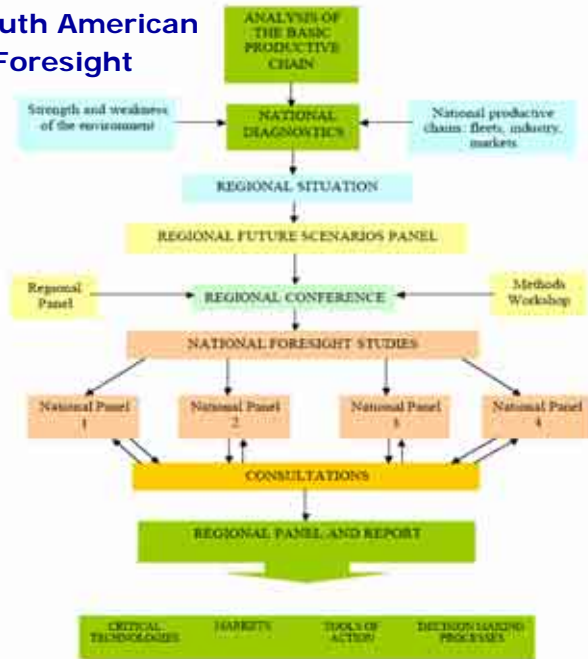 uth American
Foresight
ANALYSIS OF
THE BASIC
PRODUCTIVE
CHAIN
Strength and weakness
of the environment
NATIONAL
DIAGNOSTICS
National productive
chains: fleets, industry,
markets
REGIONAL SITUATION
REGIONAL FUTURE SCENARIOS PANEL
Regional
Panel
REGIONAL CONFERENCE
Methods
Workshop
NATIONAL FORESIGHT STUDIES
National Panel
1
National Panel
2
National Panel
3
National Panel
4
CONSULTATIONS
REGIONAL PANEL AND REPORT
CRITICAL
TECHNOLOGIES
MARKETS
TOOLS OF
ACTION
DECISION MAKING
PROCESSES